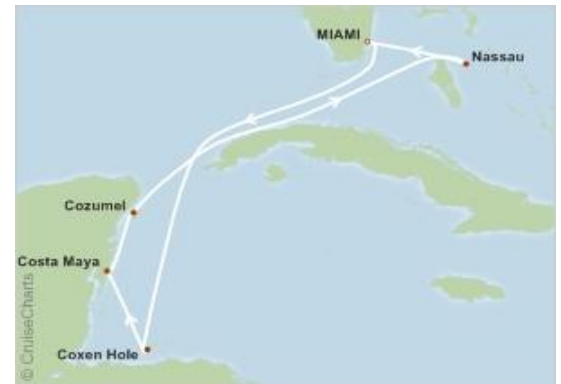 MIAMI
Nassau
Cozumel
Costa Maya
Coxen Hole
© CruiseCharts